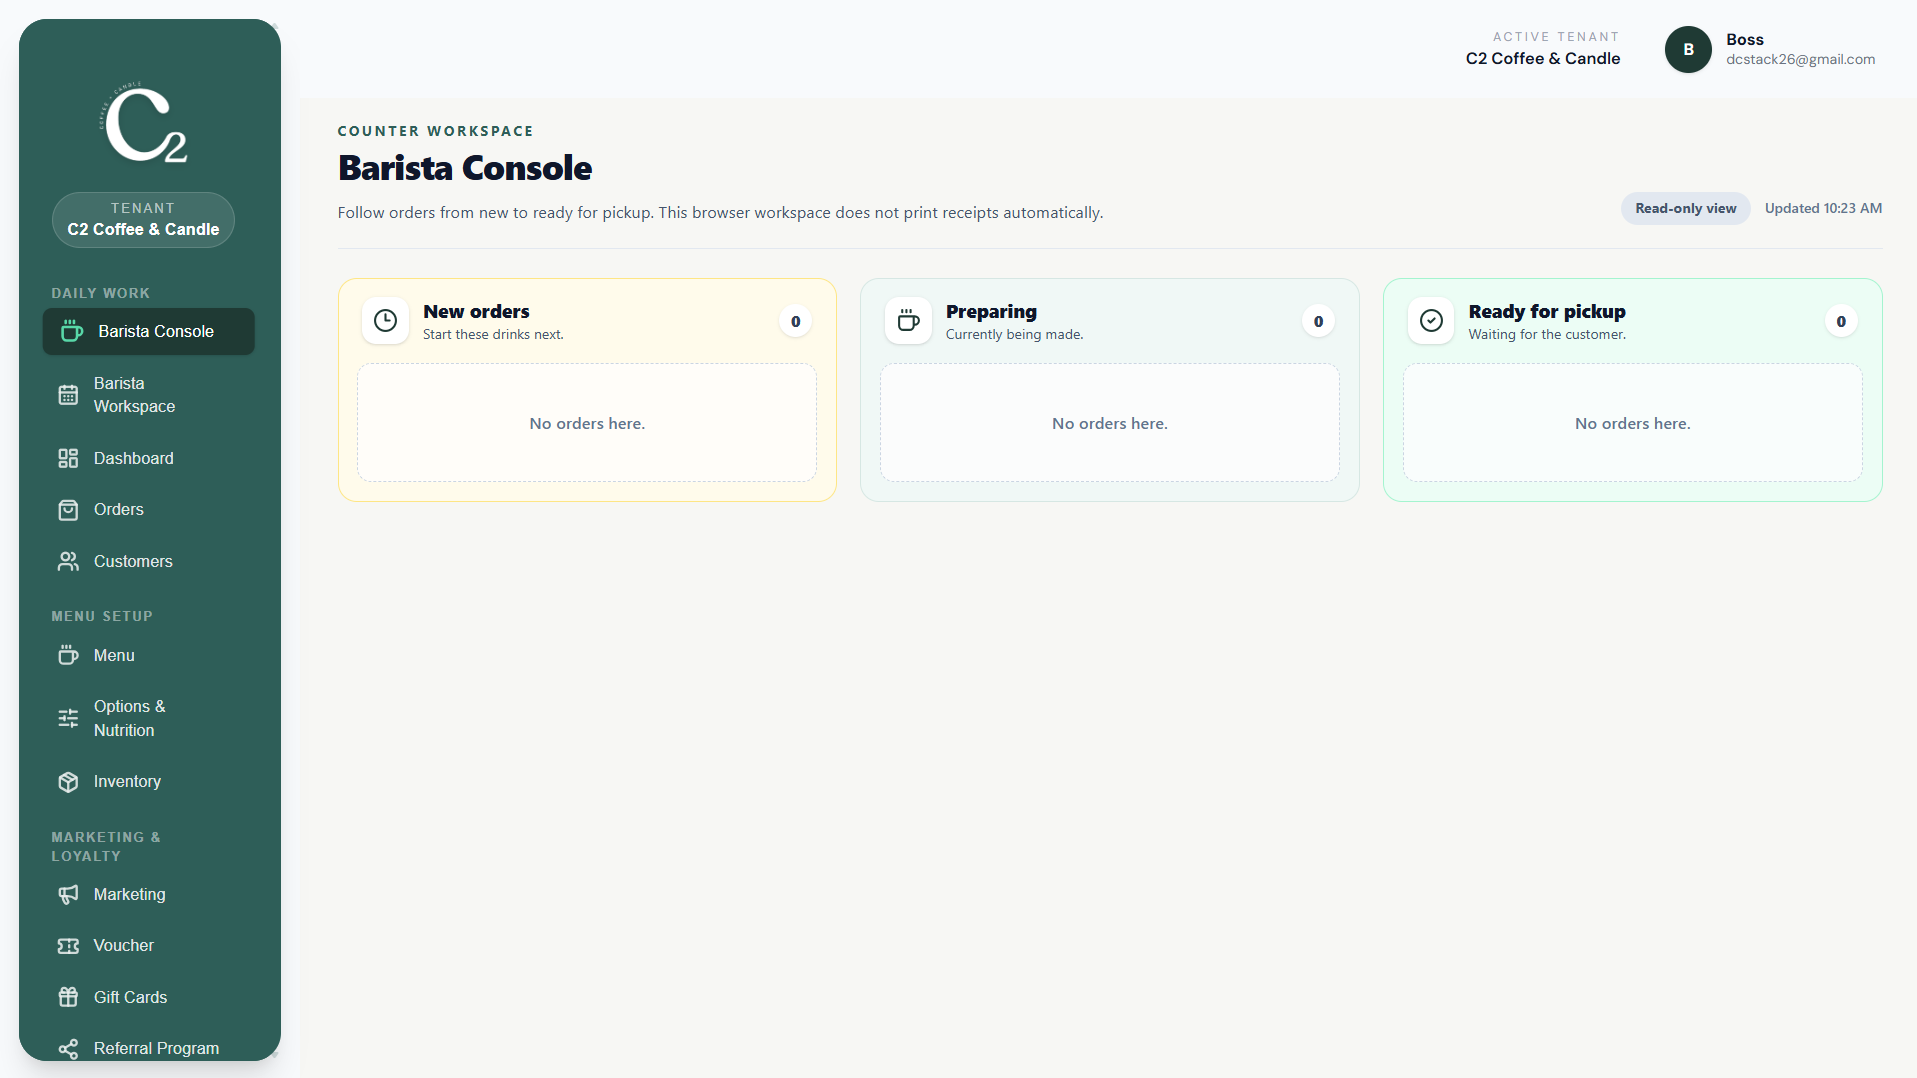 COFFEE + CANDLE
C2
TENANT
C2 Coffee & Candle
DAILY WORK
Barista Console
Barista
Workspace
Dashboard
Orders
Customers
MENU SETUP
Menu
Options &
Nutrition
Inventory
MARKETING &
LOYALTY
Marketing
Voucher
Gift Cards
Referral Program
ACTIVE TENANT
C2 Coffee & Candle
B
Boss
dcstack26@gmail.com
COUNTER WORKSPACE
Barista Console
Follow orders from new to ready for pickup. This browser workspace does not print receipts automatically.
Read-only view
Updated 10:23 AM
New orders
Start these drinks next.
0
No orders here.
Preparing
Currently being made.
0
No orders here.
Ready for pickup
Waiting for the customer.
0
No orders here.